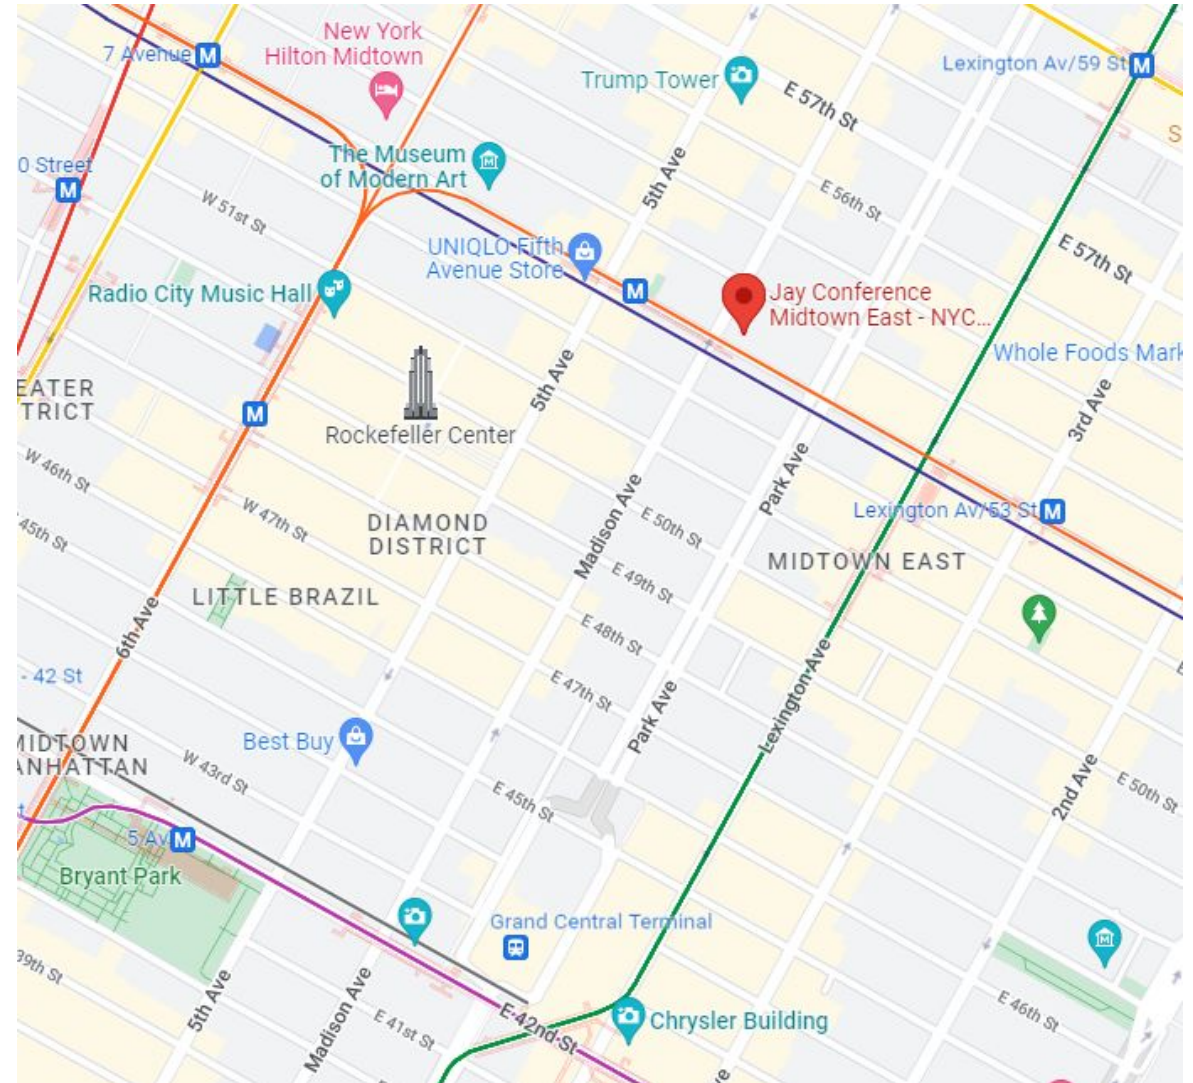 New York
Hilton Midtown
7 Avenue
M
Trump Tower
Lexington Av/59 St
M
E 57th St
The Museum
of Modern Art
0 Street
M
5th Ave
E 56th St
W 51st St
E 57th St
UNIQLO Fifth
Avenue Store
M
Jay Conference
Midtown East - NYC...
Radio City Music Hall
Whole Foods Mark
EATER
TRICT
5th Ave
3rd Ave
M
Rockefeller Center
W 46th St
Park Ave
Madison Ave
W 47th St
E 50th St
Lexington Av/53 St
M
45th St
DIAMOND
DISTRICT
MIDTOWN EAST
E 49th St
LITTLE BRAZIL
6th Ave
E 48th St
- 42 St
E 47th St
Park Ave
Lexington Ave
MIDTOWN
ANHATTAN
Best Buy
W 43rd St
E 45th St
2nd Ave
E 50th St
5 Av
M
Bryant Park
Grand Central Terminal
39th St
5th Ave
Madison Ave
E 41st St
E 42nd St
Chrysler Building
E 46th St